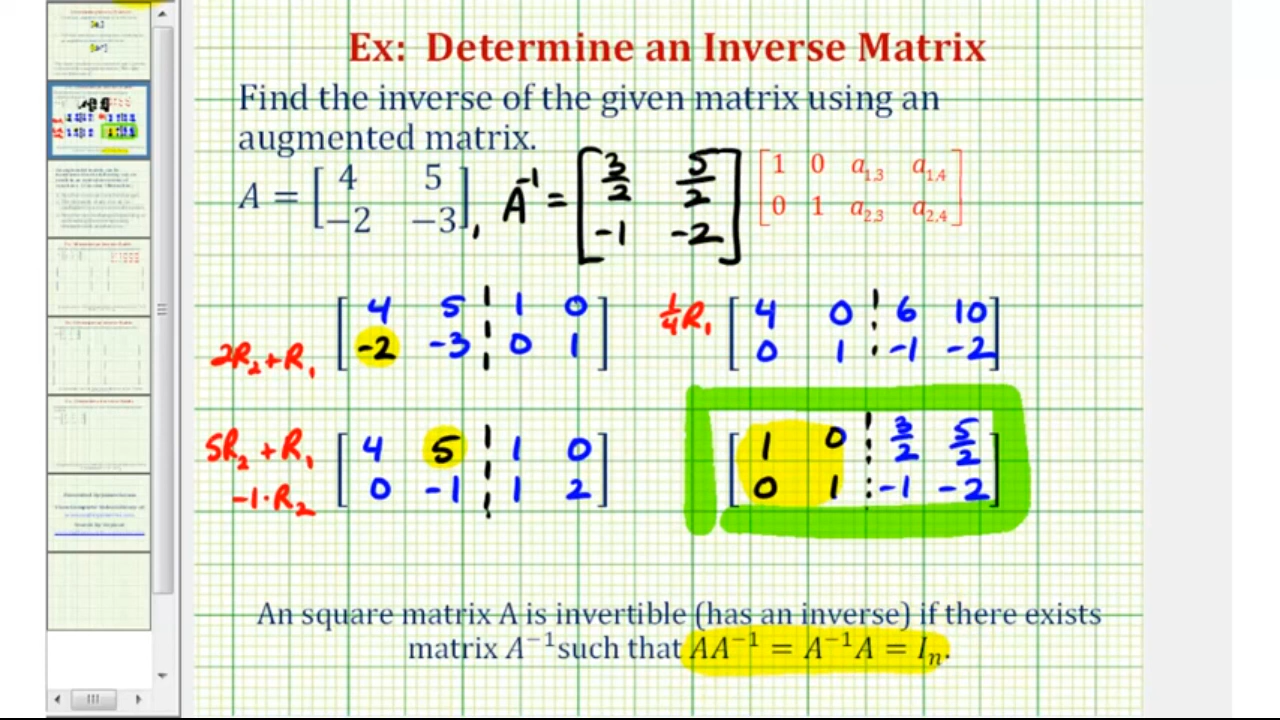 Ex: Determine an Inverse Matrix
Find the inverse of the given matrix using an
augmented matrix.
A = [4 5; -2 -3], A⁻¹ = [3/2 5/2; -1 -2] [1 0 a₁,₃ a₁,₄; 0 1 a₂,₃ a₂,₄]
[4 5 ¦ 1 0]
2R₂ + R₁ [-2 -3 ¦ 0 1]
¼R₁ [4 0 ¦ 6 10]
[0 1 ¦ -1 -2]
5R₂ + R₁ [4 5 ¦ 1 0]
-1·R₂ [0 -1 ¦ 1 2]
[1 0 ¦ 3/2 5/2]
[0 1 ¦ -1 -2]
An square matrix A is invertible (has an inverse) if there exists
matrix A⁻¹ such that AA⁻¹ = A⁻¹A = Iₙ.